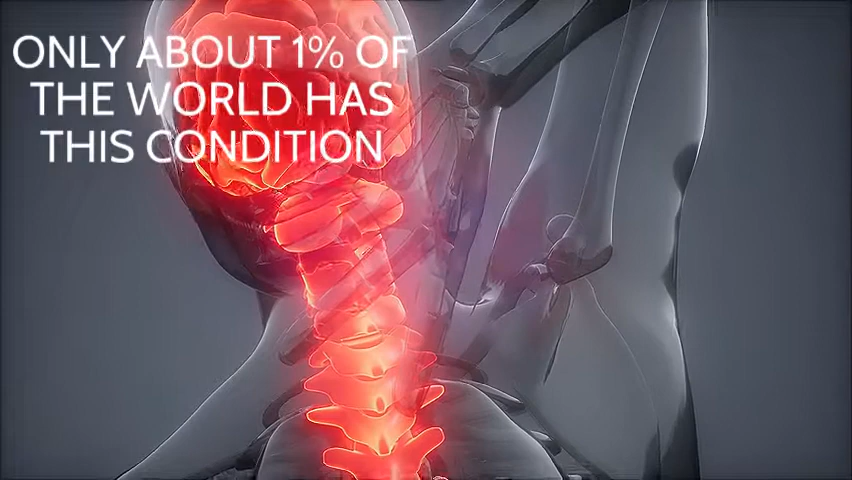 ONLY ABOUT 1% OF
THE WORLD HAS
THIS CONDITION